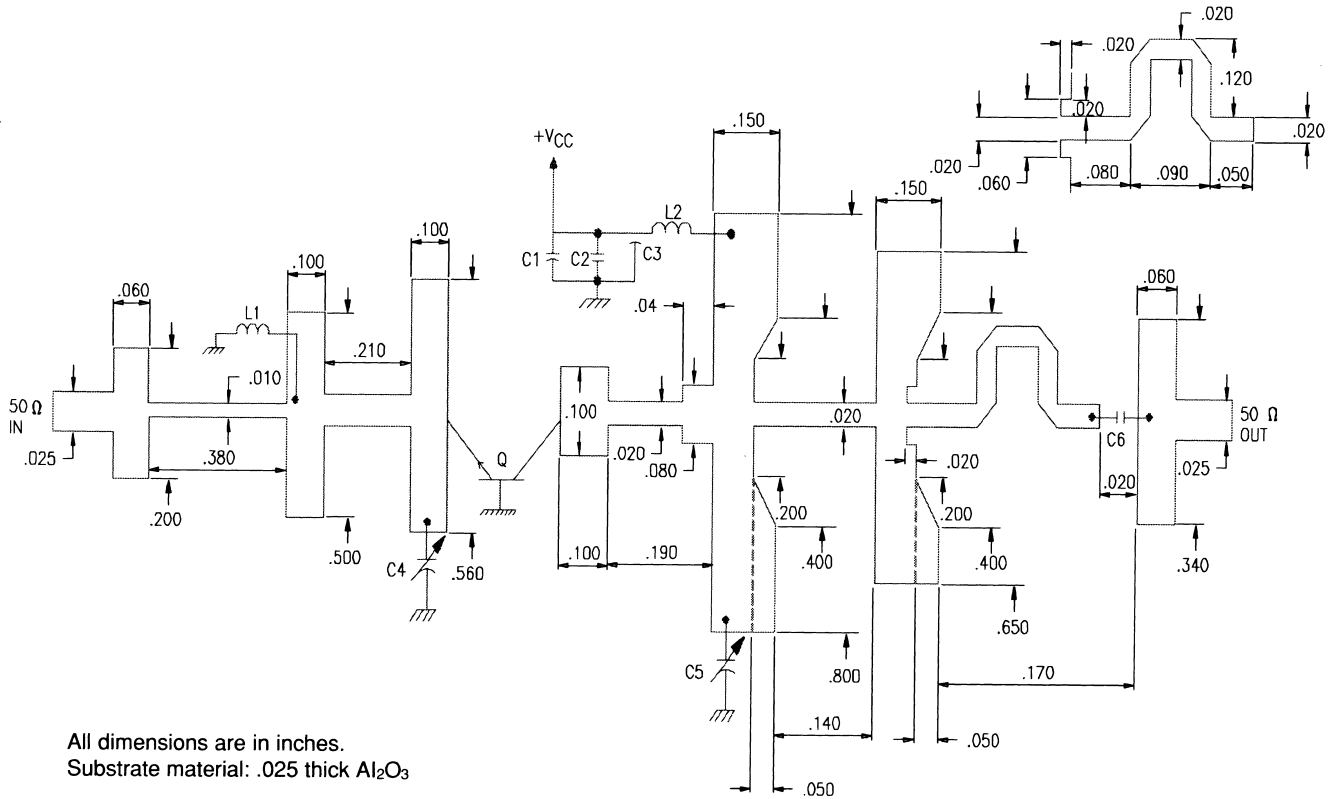 .020
.020
.120
.020
.020
.020
.060
.080
.090
.050
+VCC
.150
.150
L2
C1
C2
C3
.100
.100
.060
L1
.210
.04
.060
.010
50 Ω
IN
.025
.380
.200
.500
C4
.560
Q
.100
.020
.080
.100
.190
.020
.020
C6
.020
50 Ω
OUT
.025
.340
.200
.400
.200
.400
.650
C5
.800
.140
.170
.050
.050
All dimensions are in inches.
Substrate material: .025 thick Al₂O₃